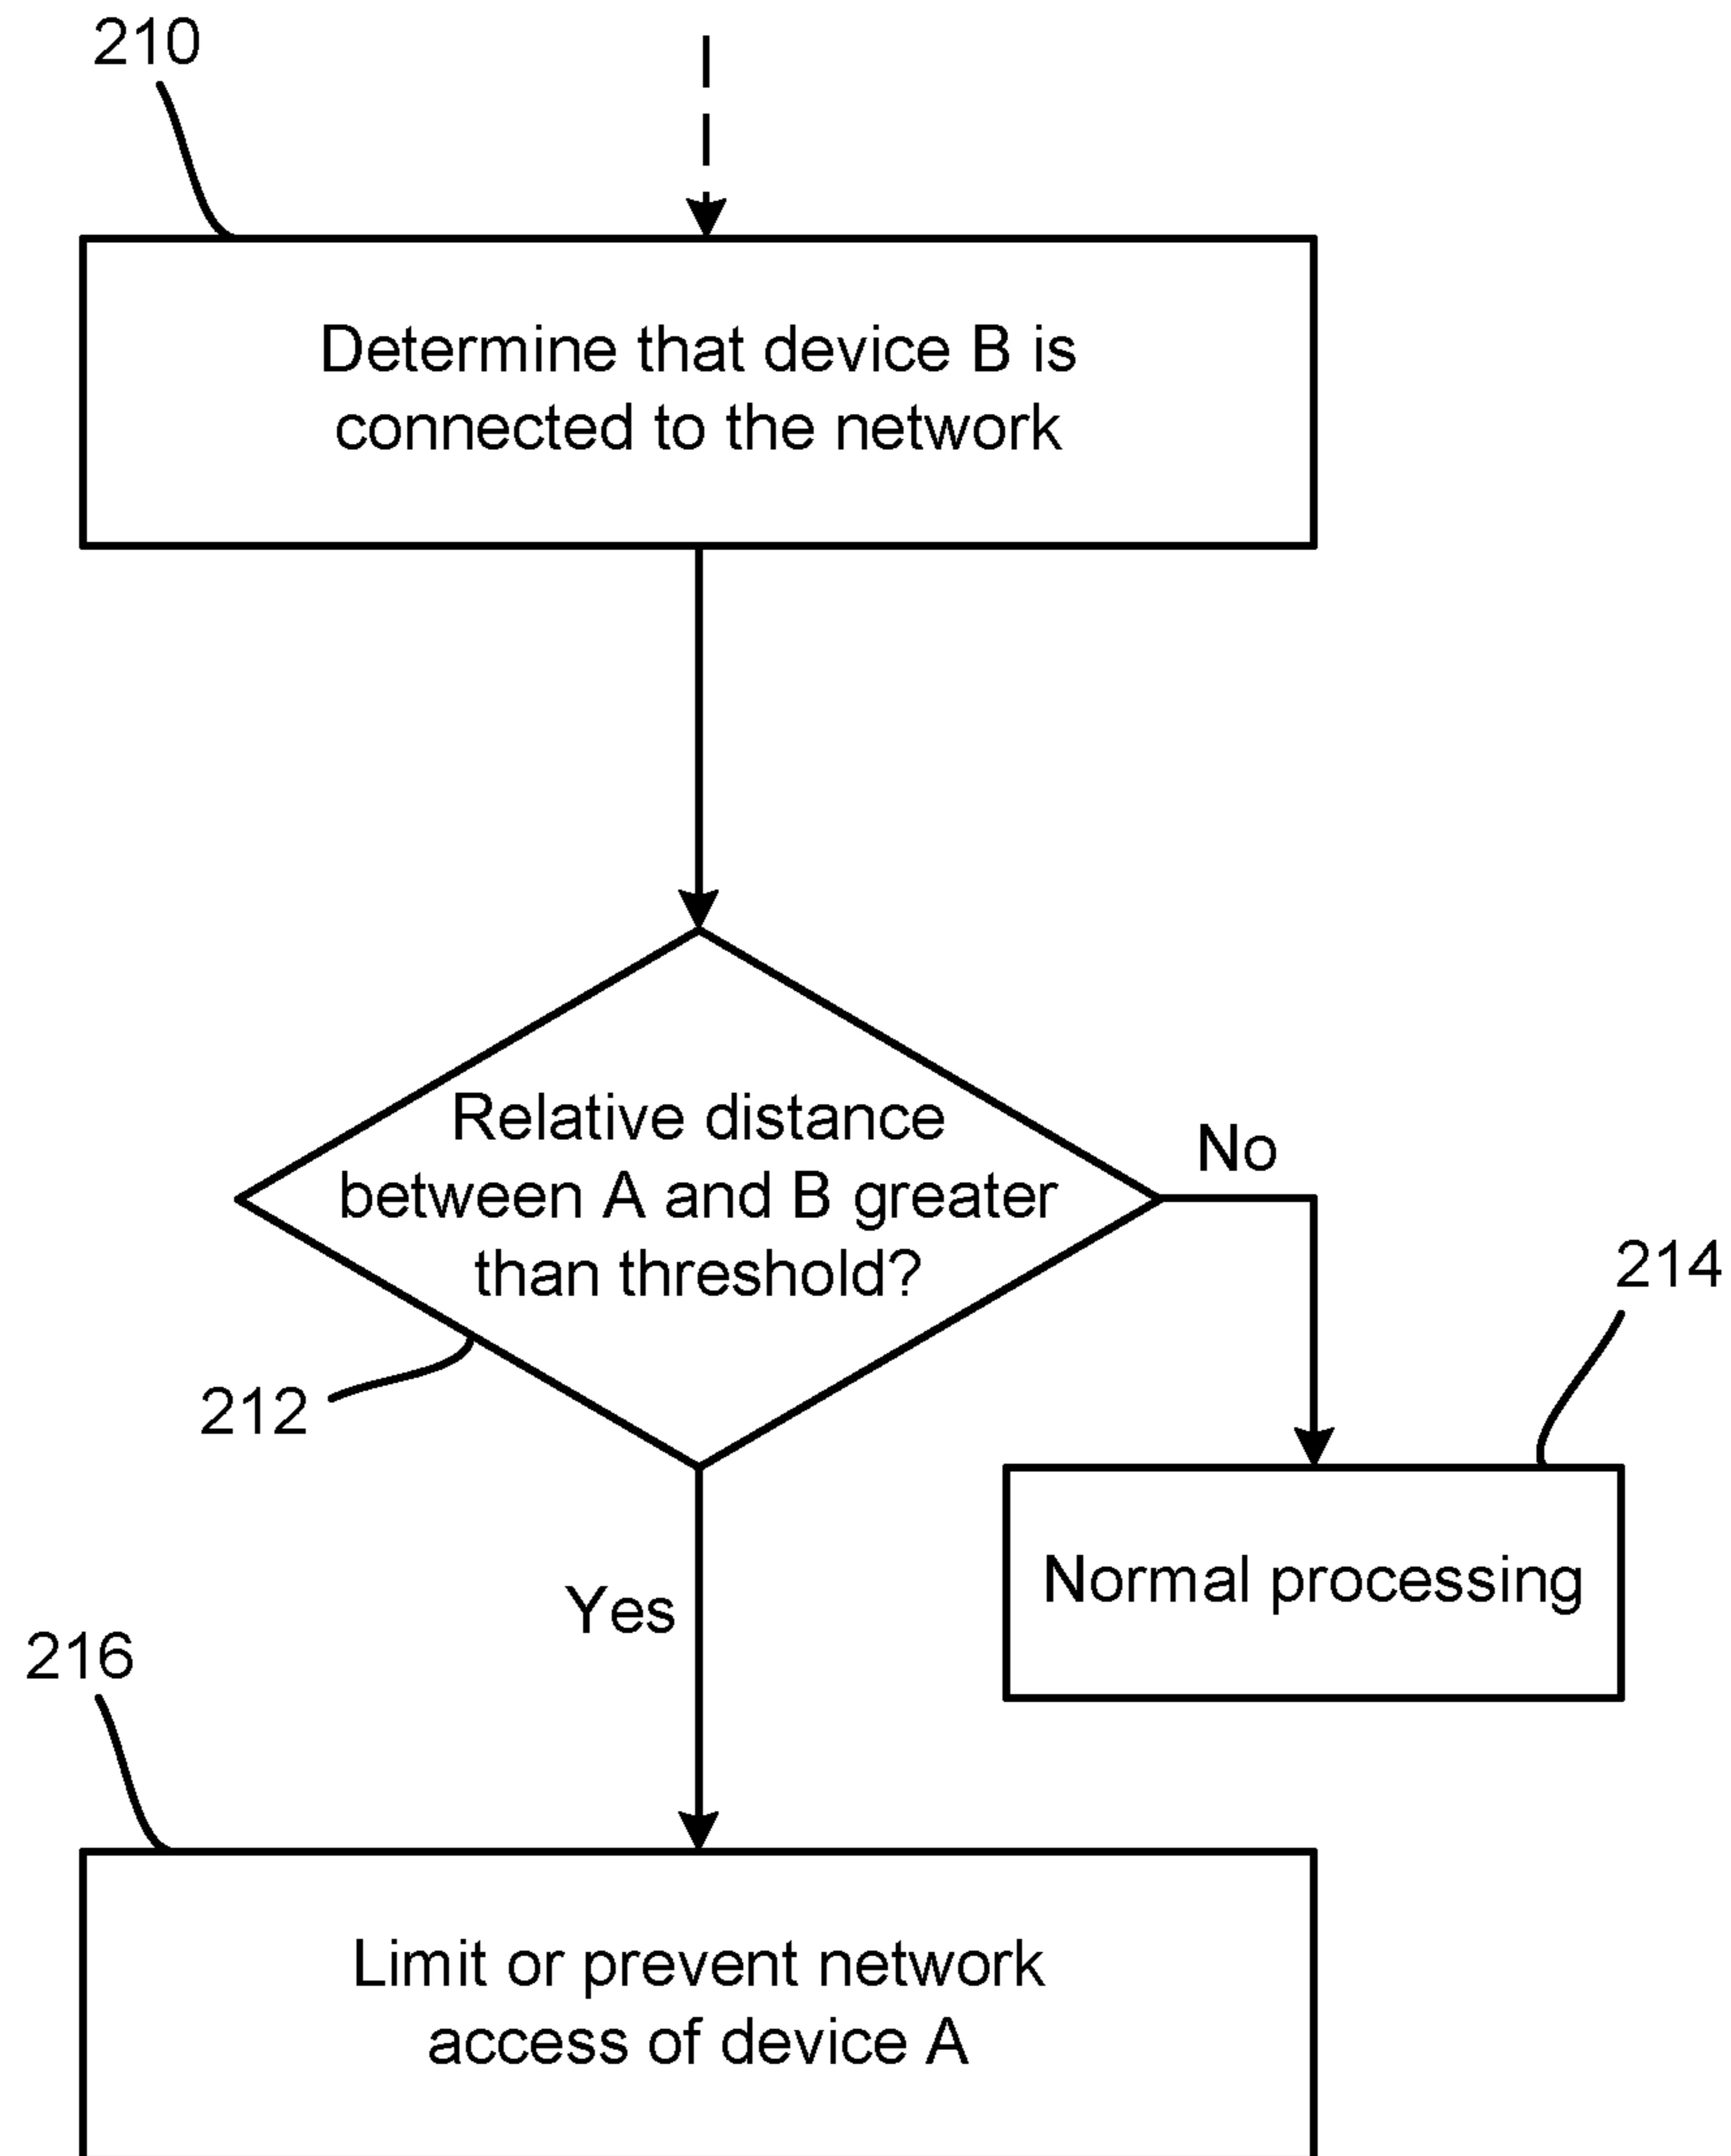 210
Determine that device B is
connected to the network
Relative distance
between A and B greater
than threshold?
No
212
214
Normal processing
Yes
216
Limit or prevent network
access of device A